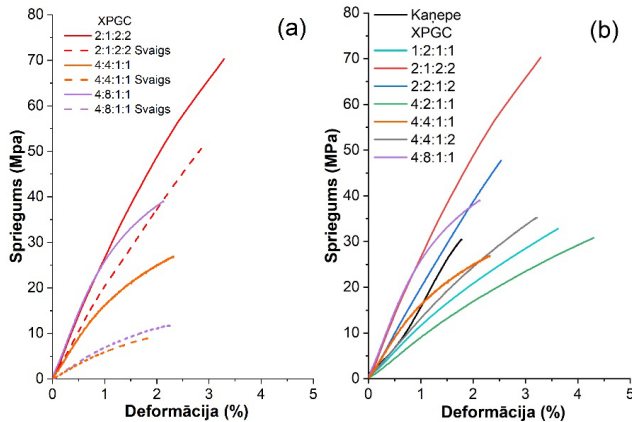 XPGC
2:1:2:2
2:1:2:2 Svaigs
4:4:1:1
4:4:1:1 Svaigs
4:8:1:1
4:8:1:1 Svaigs
(a)
80
70
60
50
40
30
20
10
0
0 1 2 3 4 5
Spriegums (Mpa)
Deformācija (%)
Kaņepe
XPGC
1:2:1:1
2:1:2:2
2:2:1:2
4:2:1:1
4:4:1:1
4:4:1:2
4:8:1:1
(b)
80
70
60
50
40
30
20
10
0
0 1 2 3 4 5
Spriegums (MPa)
Deformācija (%)